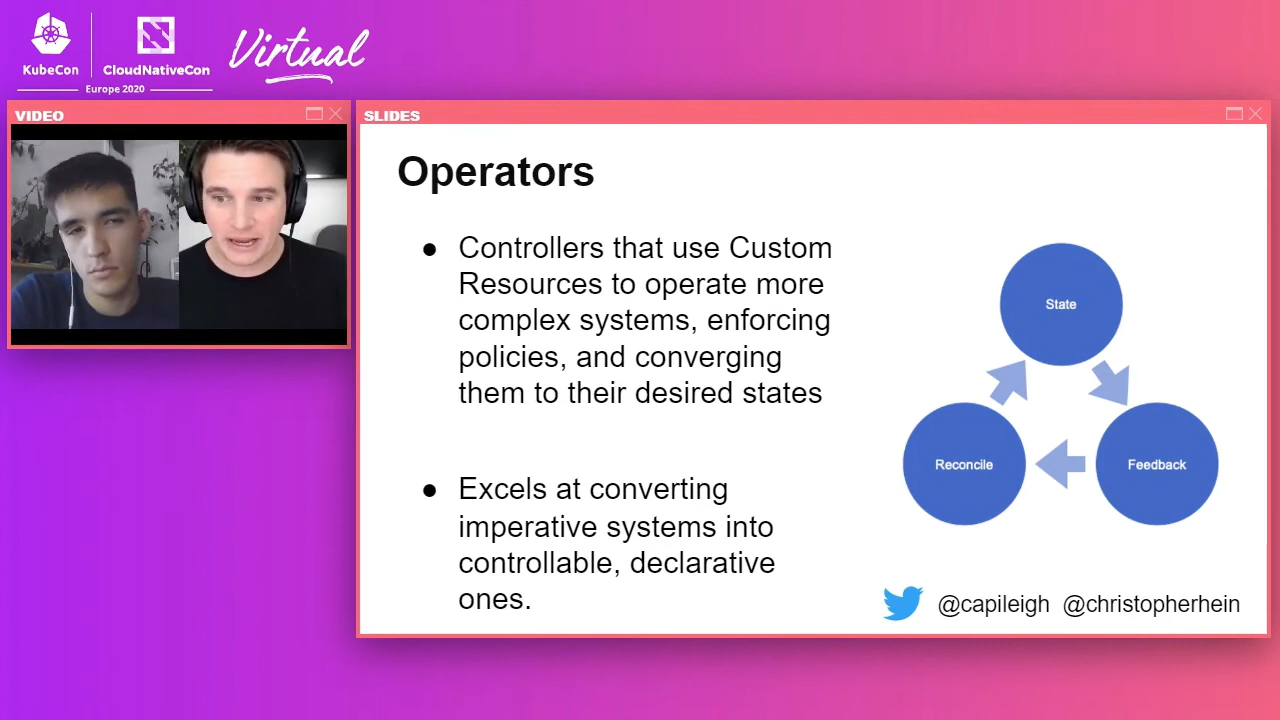 KubeCon
CloudNativeCon
Europe 2020
Virtual
VIDEO
SLIDES
Operators
● Controllers that use Custom
Resources to operate more
complex systems, enforcing
policies, and converging
them to their desired states
● Excels at converting
imperative systems into
controllable, declarative
ones.
State
Reconcile
Feedback
@capileigh @christopherhein